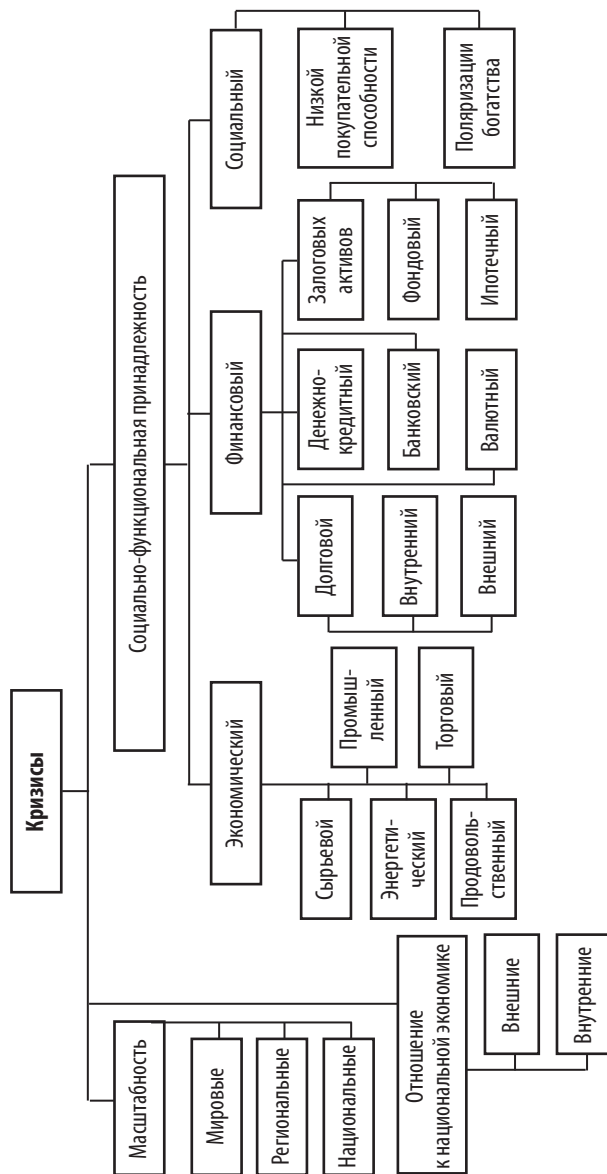 Кризисы
Масштабность
Мировые
Региональные
Национальные
Отношение
к национальной экономике
Внешние
Внутренние
Социально-функциональная принадлежность
Экономический
Сырьевой
Энергети-
ческий
Продоволь-
ственный
Промыш-
ленный
Торговый
Финансовый
Долговой
Внутренний
Внешний
Денежно-
кредитный
Банковский
Валютный
Залоговых
активов
Фондовый
Ипотечный
Социальный
Низкой
покупательной
способности
Поляризации
богатства